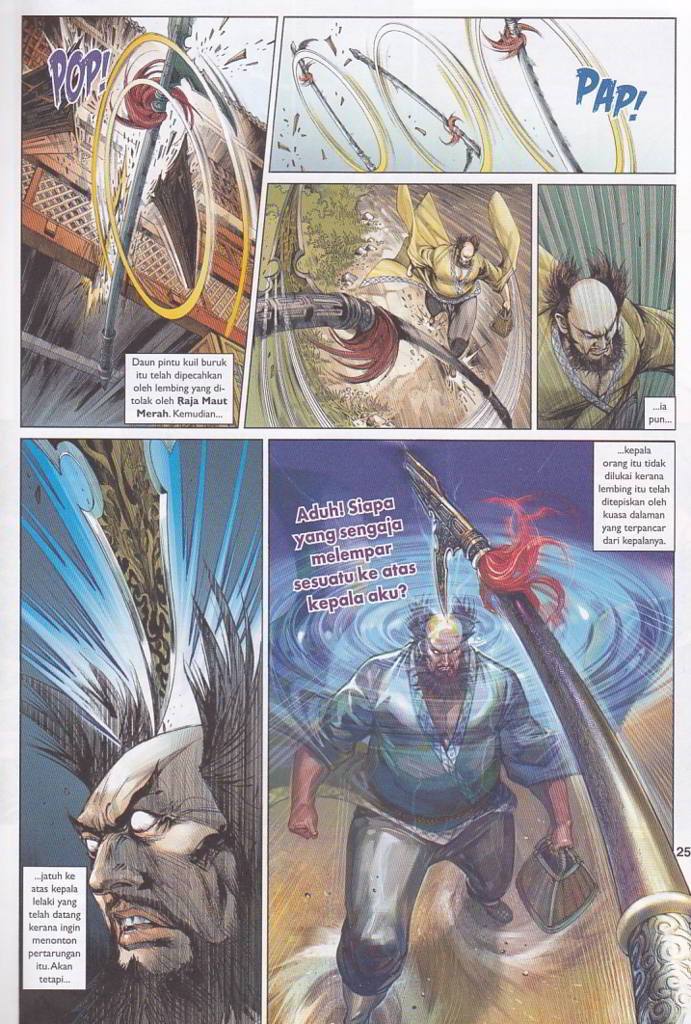 POP!
PAP!
Daun pintu kuil buruk
itu telah dipecahkan
oleh lembing yang di-
tolak oleh Raja Maut
Merah. Kemudian...
...ia
pun...
...jatuh ke
atas kepala
lelaki yang
telah datang
kerana ingin
menonton
pertarungan
itu. Akan
tetapi...
Aduh! Siapa
yang sengaja
melempar
sesuatu ke atas
kepala aku?
...kepala
orang itu tidak
dilukai kerana
lembing itu telah
ditepiskan oleh
kuasa dalaman
yang terpancar
dari kepalanya.
25